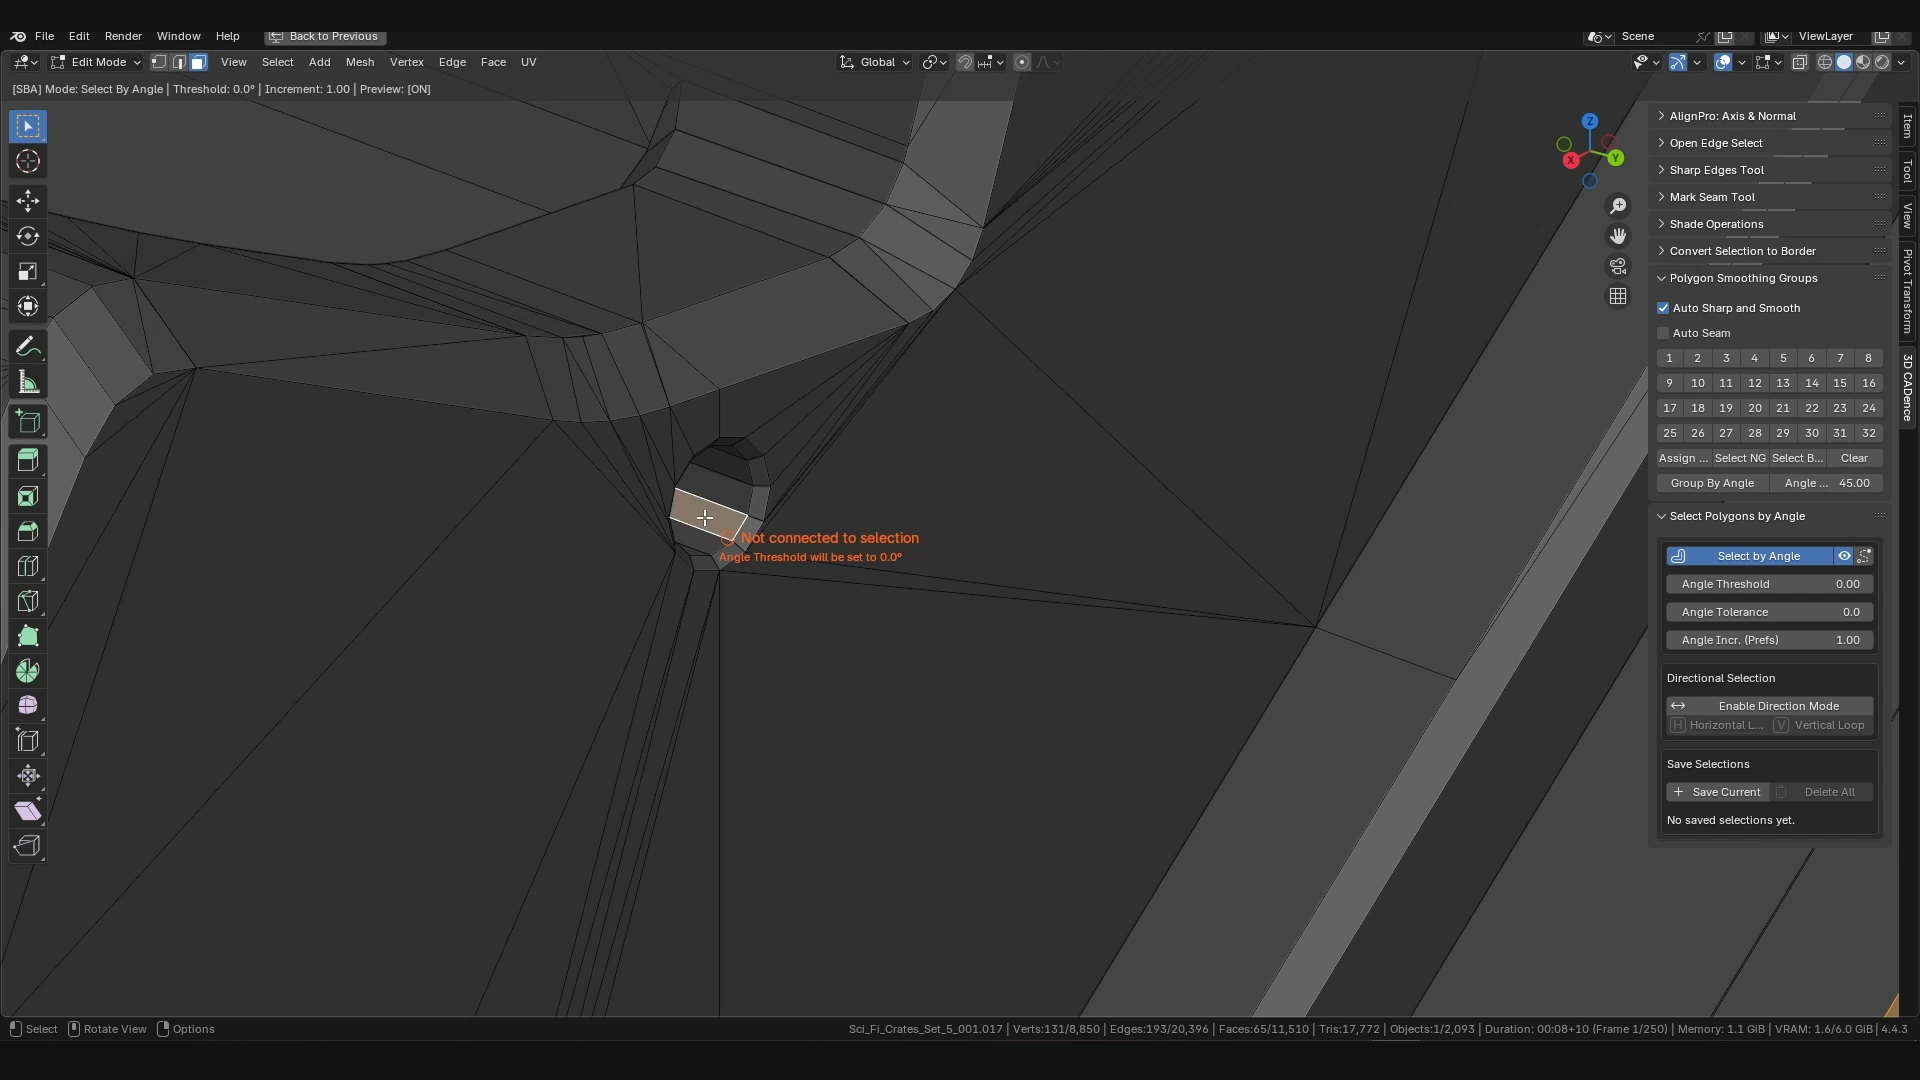 File Edit Render Window Help Back to Previous Scene ViewLayer
Edit Mode View Select Add Mesh Vertex Edge Face UV Global
[SBA] Mode: Select By Angle | Threshold: 0.0° | Increment: 1.00 | Preview: [ON]
Z
X
Y
Not connected to selection
Angle Threshold will be set to 0.0°
AlignPro: Axis & Normal
Open Edge Select
Sharp Edges Tool
Mark Seam Tool
Shade Operations
Convert Selection to Border
Polygon Smoothing Groups
Auto Sharp and Smooth
Auto Seam
1 2 3 4 5 6 7 8
9 10 11 12 13 14 15 16
17 18 19 20 21 22 23 24
25 26 27 28 29 30 31 32
Assign ... Select NG Select B... Clear
Group By Angle Angle ... 45.00
Select Polygons by Angle
Select by Angle
Angle Threshold 0.00
Angle Tolerance 0.0
Angle Incr. (Prefs) 1.00
Directional Selection
Enable Direction Mode
H Horizontal L... V Vertical Loop
Save Selections
Save Current Delete All
No saved selections yet.
Item
Tool
View
Pivot Transform
3D CADence
Select Rotate View Options
Sci_Fi_Crates_Set_5_001.017 | Verts:131/8,850 | Edges:193/20,396 | Faces:65/11,510 | Tris:17,772 | Objects:1/2,093 | Duration: 00:08+10 (Frame 1/250) | Memory: 1.1 GiB | VRAM: 1.6/6.0 GiB | 4.4.3